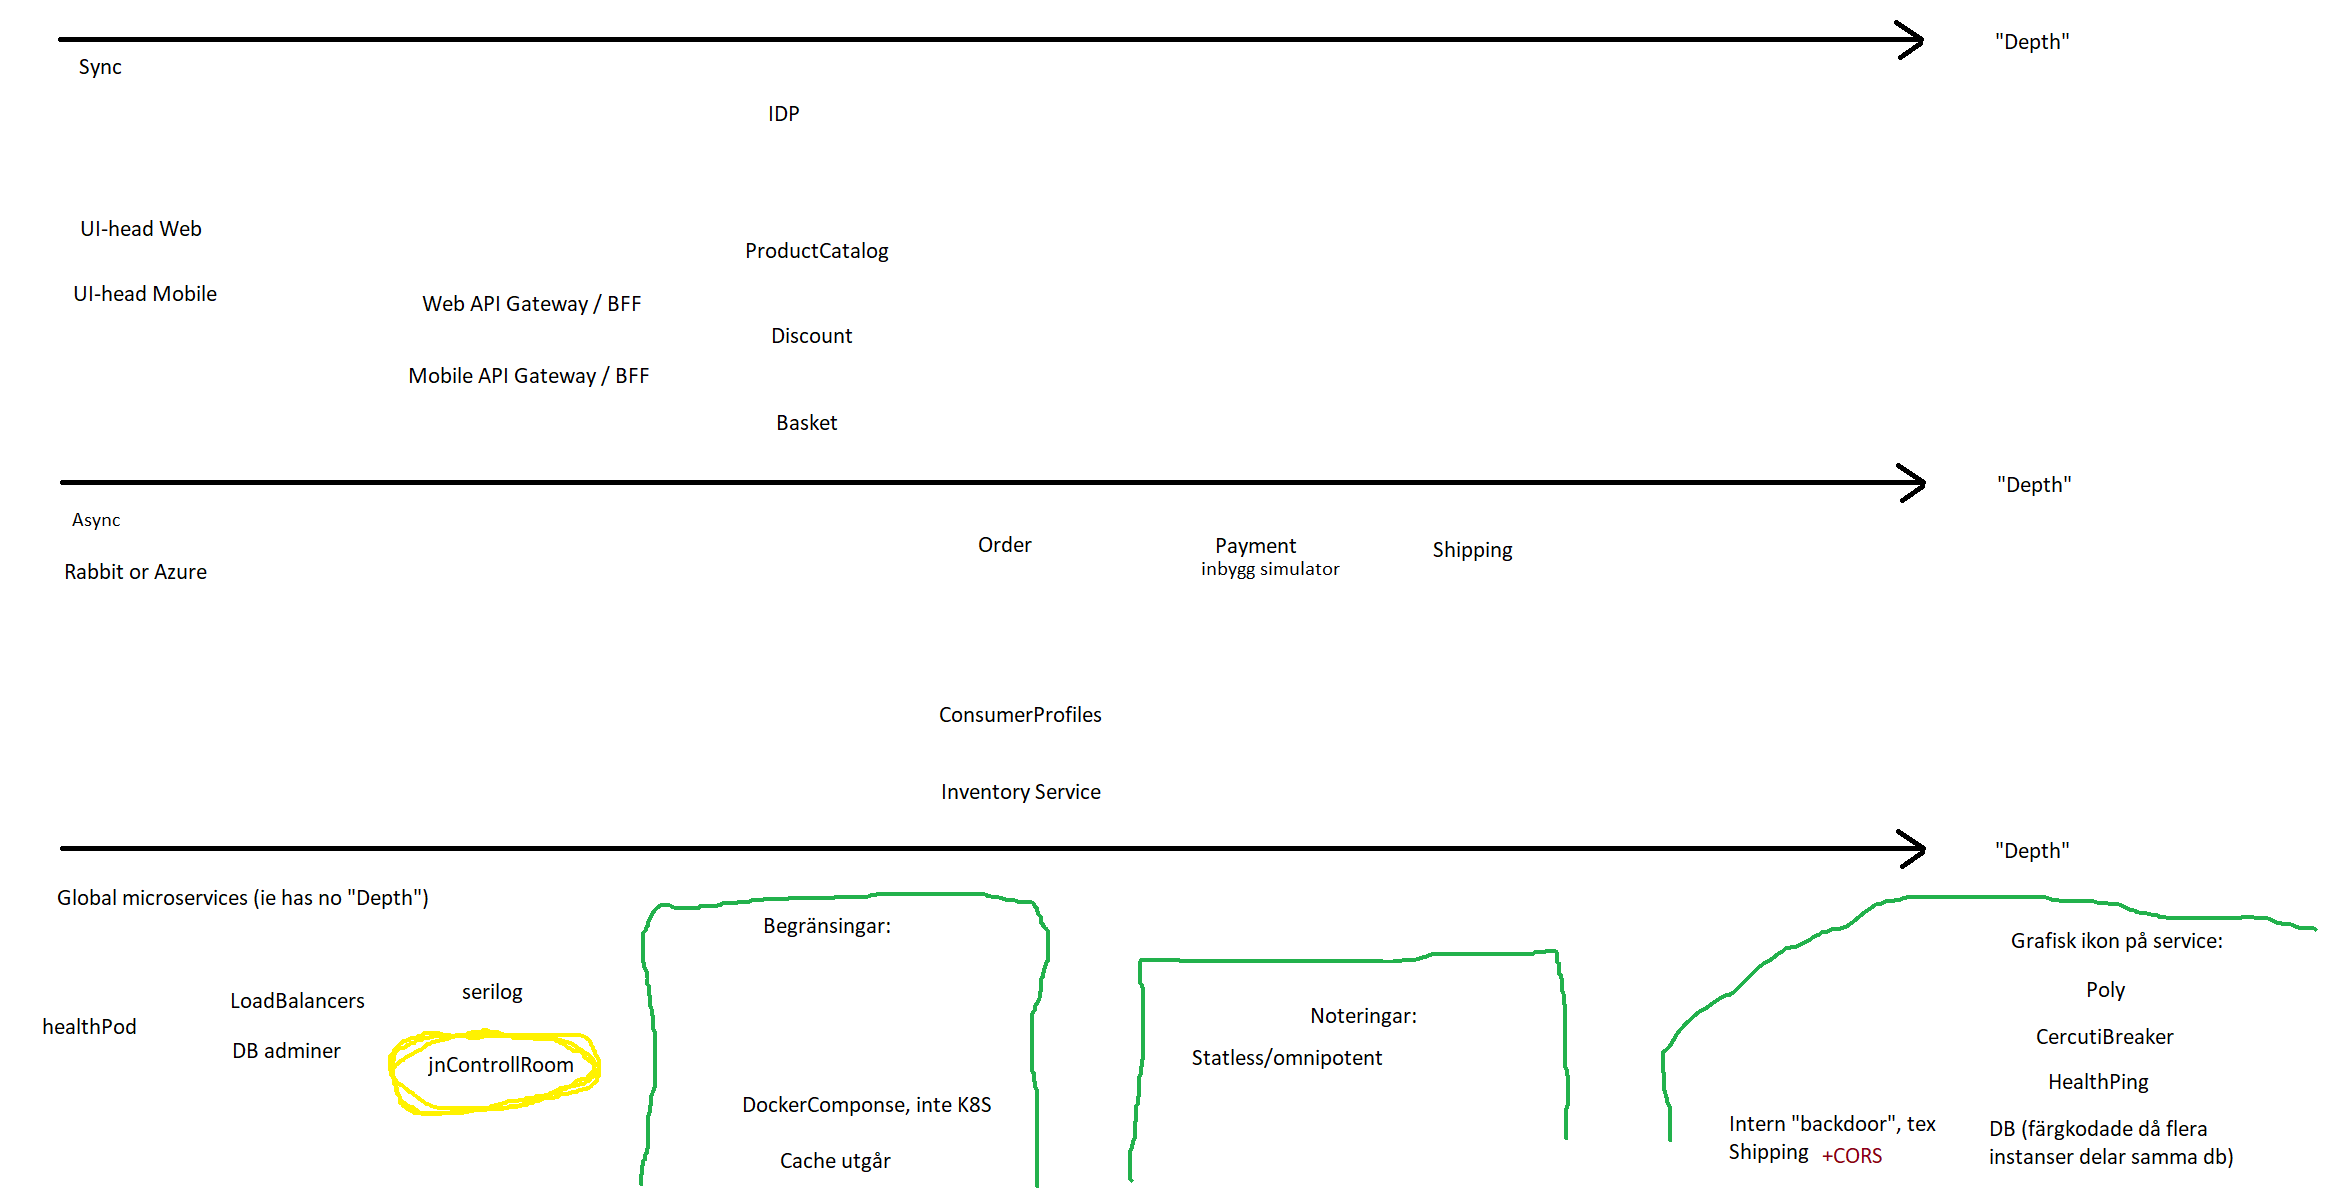 "Depth"
Sync
IDP
UI-head Web
ProductCatalog
UI-head Mobile
Web API Gateway / BFF
Discount
Mobile API Gateway / BFF
Basket
"Depth"
Async
Rabbit or Azure
Order
Payment
inbygg simulator
Shipping
ConsumerProfiles
Inventory Service
"Depth"
Global microservices (ie has no "Depth")
healthPod
LoadBalancers
DB adminer
serilog
jnControllRoom
Begränsingar:
DockerComponse, inte K8S
Cache utgår
Noteringar:
Statless/omnipotent
Grafisk ikon på service:
Poly
CercutiBreaker
HealthPing
Intern "backdoor", tex
Shipping +CORS
DB (färgkodade då flera
instanser delar samma db)